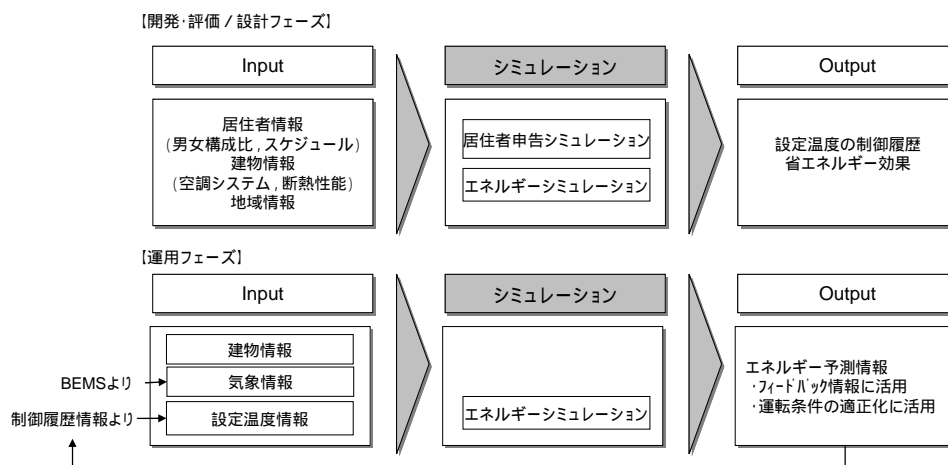 【開発・評価 / 設計フェーズ】
Input
シミュレーション
Output
居住者情報
(男女構成比,スケジュール)
建物情報
(空調システム,断熱性能)
地域情報
居住者申告シミュレーション
エネルギーシミュレーション
設定温度の制御履歴
省エネルギー効果
【運用フェーズ】
Input
シミュレーション
Output
建物情報
BEMSより
気象情報
制御履歴情報より
設定温度情報
エネルギーシミュレーション
エネルギー予測情報
・フィードバック情報に活用
・運転条件の適正化に活用